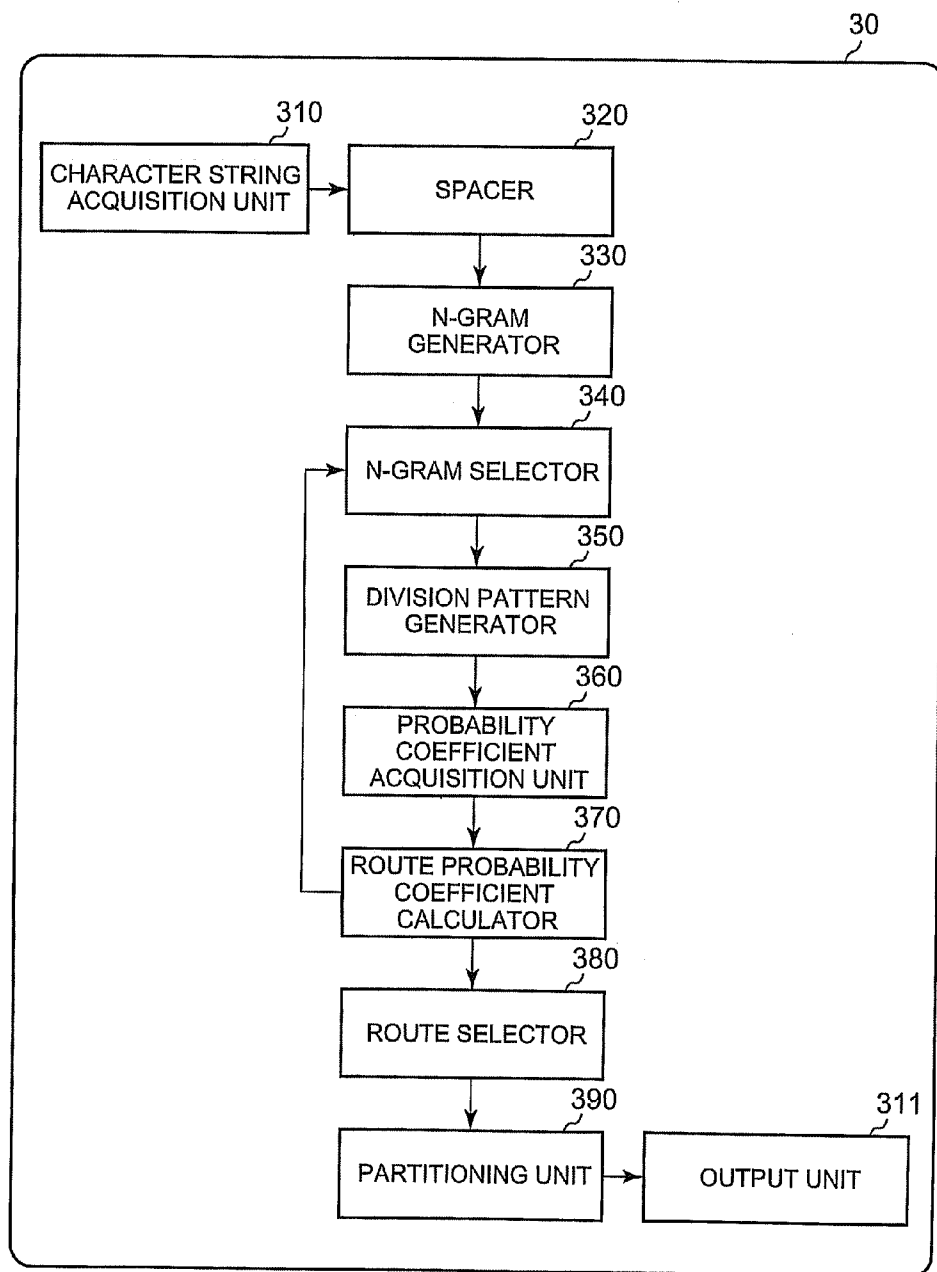 30
310
CHARACTER STRING
ACQUISITION UNIT
320
SPACER
330
N-GRAM
GENERATOR
340
N-GRAM SELECTOR
350
DIVISION PATTERN
GENERATOR
360
PROBABILITY
COEFFICIENT
ACQUISITION UNIT
370
ROUTE PROBABILITY
COEFFICIENT
CALCULATOR
380
ROUTE SELECTOR
390
PARTITIONING UNIT
311
OUTPUT UNIT